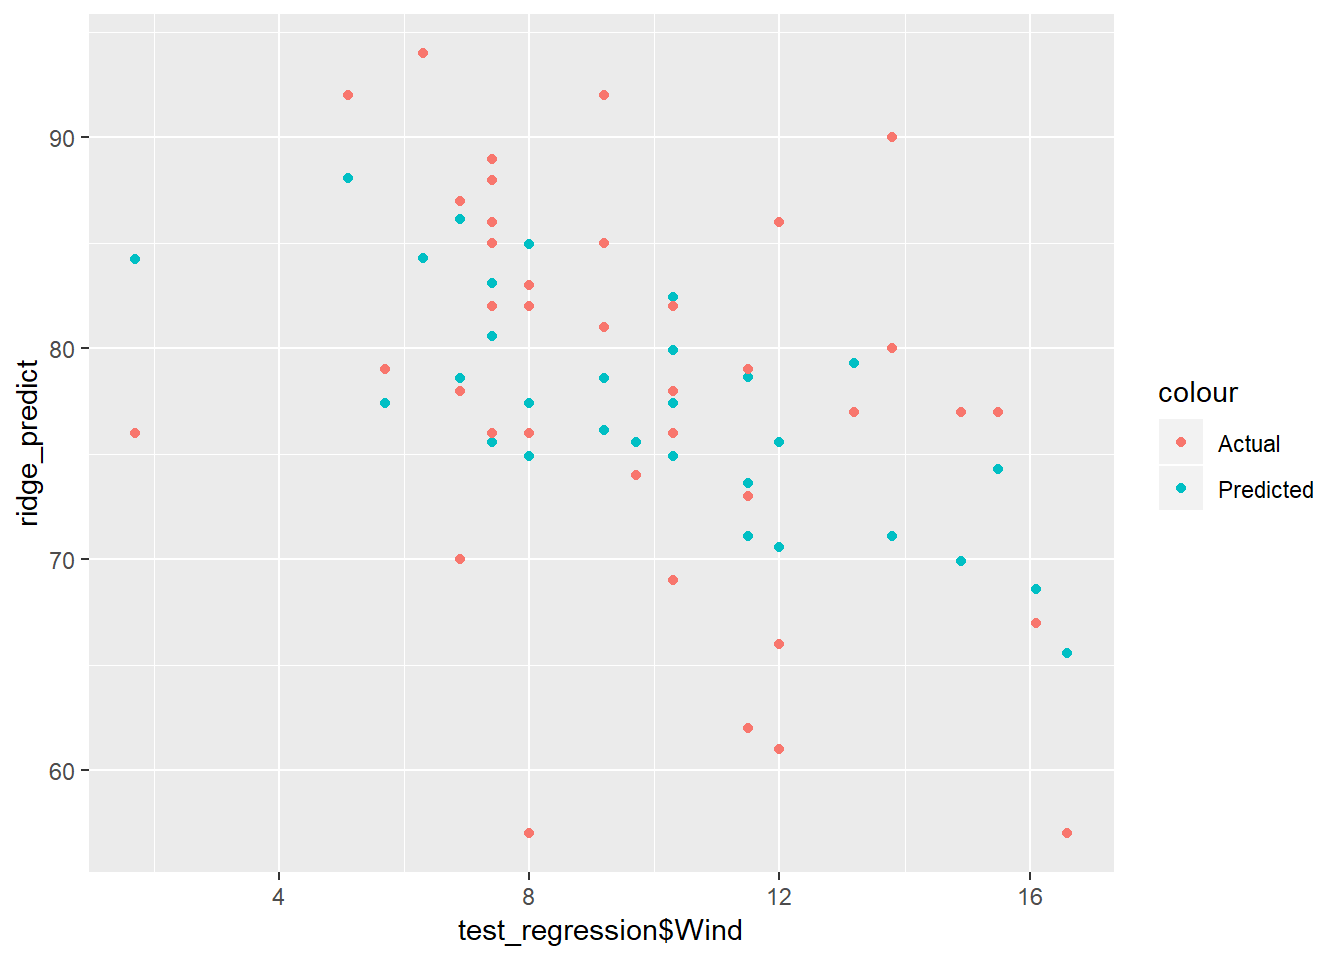 90
80
70
60
ridge_predict
4 8 12 16
test_regression$Wind
colour
Actual
Predicted